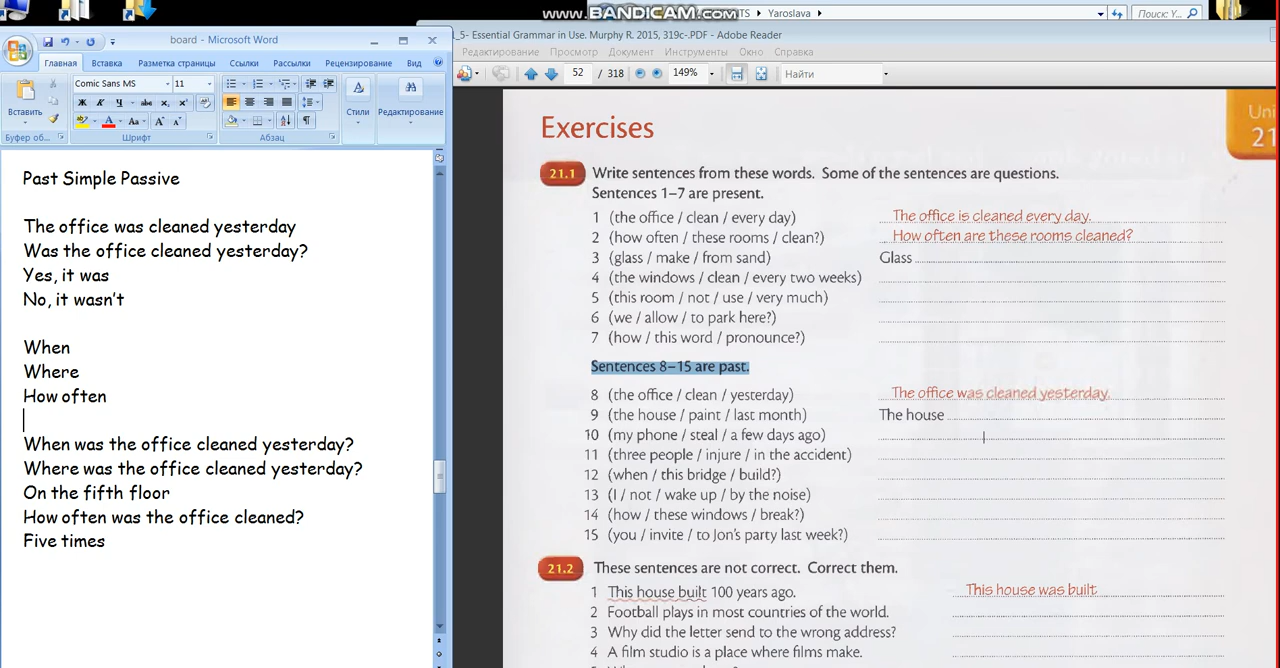 www.BANDICAM.com
NTS ▸ Yaroslava ▸
Поиск: Y...
board - Microsoft Word
_5- Essential Grammar in Use. Murphy R. 2015, 319c-.PDF - Adobe Reader
Редактирование Просмотр Документ Инструменты Окно Справка
Главная Вставка Разметка страницы Ссылки Рассылки Рецензирование Вид
52 / 318 149% Найти
Comic Sans MS 11
Вставить
Ж К Ч abc x₂ x²
Стили
Редактирование
Буфер об...
Шрифт
Абзац
Past Simple Passive
The office was cleaned yesterday
Was the office cleaned yesterday?
Yes, it was
No, it wasn't
When
Where
How often
When was the office cleaned yesterday?
Where was the office cleaned yesterday?
On the fifth floor
How often was the office cleaned?
Five times
Exercises
Uni
21
21.1 Write sentences from these words. Some of the sentences are questions.
Sentences 1–7 are present.
1 (the office / clean / every day) The office is cleaned every day.
2 (how often / these rooms / clean?) How often are these rooms cleaned?
3 (glass / make / from sand) Glass
4 (the windows / clean / every two weeks)
5 (this room / not / use / very much)
6 (we / allow / to park here?)
7 (how / this word / pronounce?)
Sentences 8–15 are past.
8 (the office / clean / yesterday) The office was cleaned yesterday.
9 (the house / paint / last month) The house
10 (my phone / steal / a few days ago)
11 (three people / injure / in the accident)
12 (when / this bridge / build?)
13 (I / not / wake up / by the noise)
14 (how / these windows / break?)
15 (you / invite / to Jon's party last week?)
21.2 These sentences are not correct. Correct them.
1 This house built 100 years ago. This house was built
2 Football plays in most countries of the world.
3 Why did the letter send to the wrong address?
4 A film studio is a place where films make.